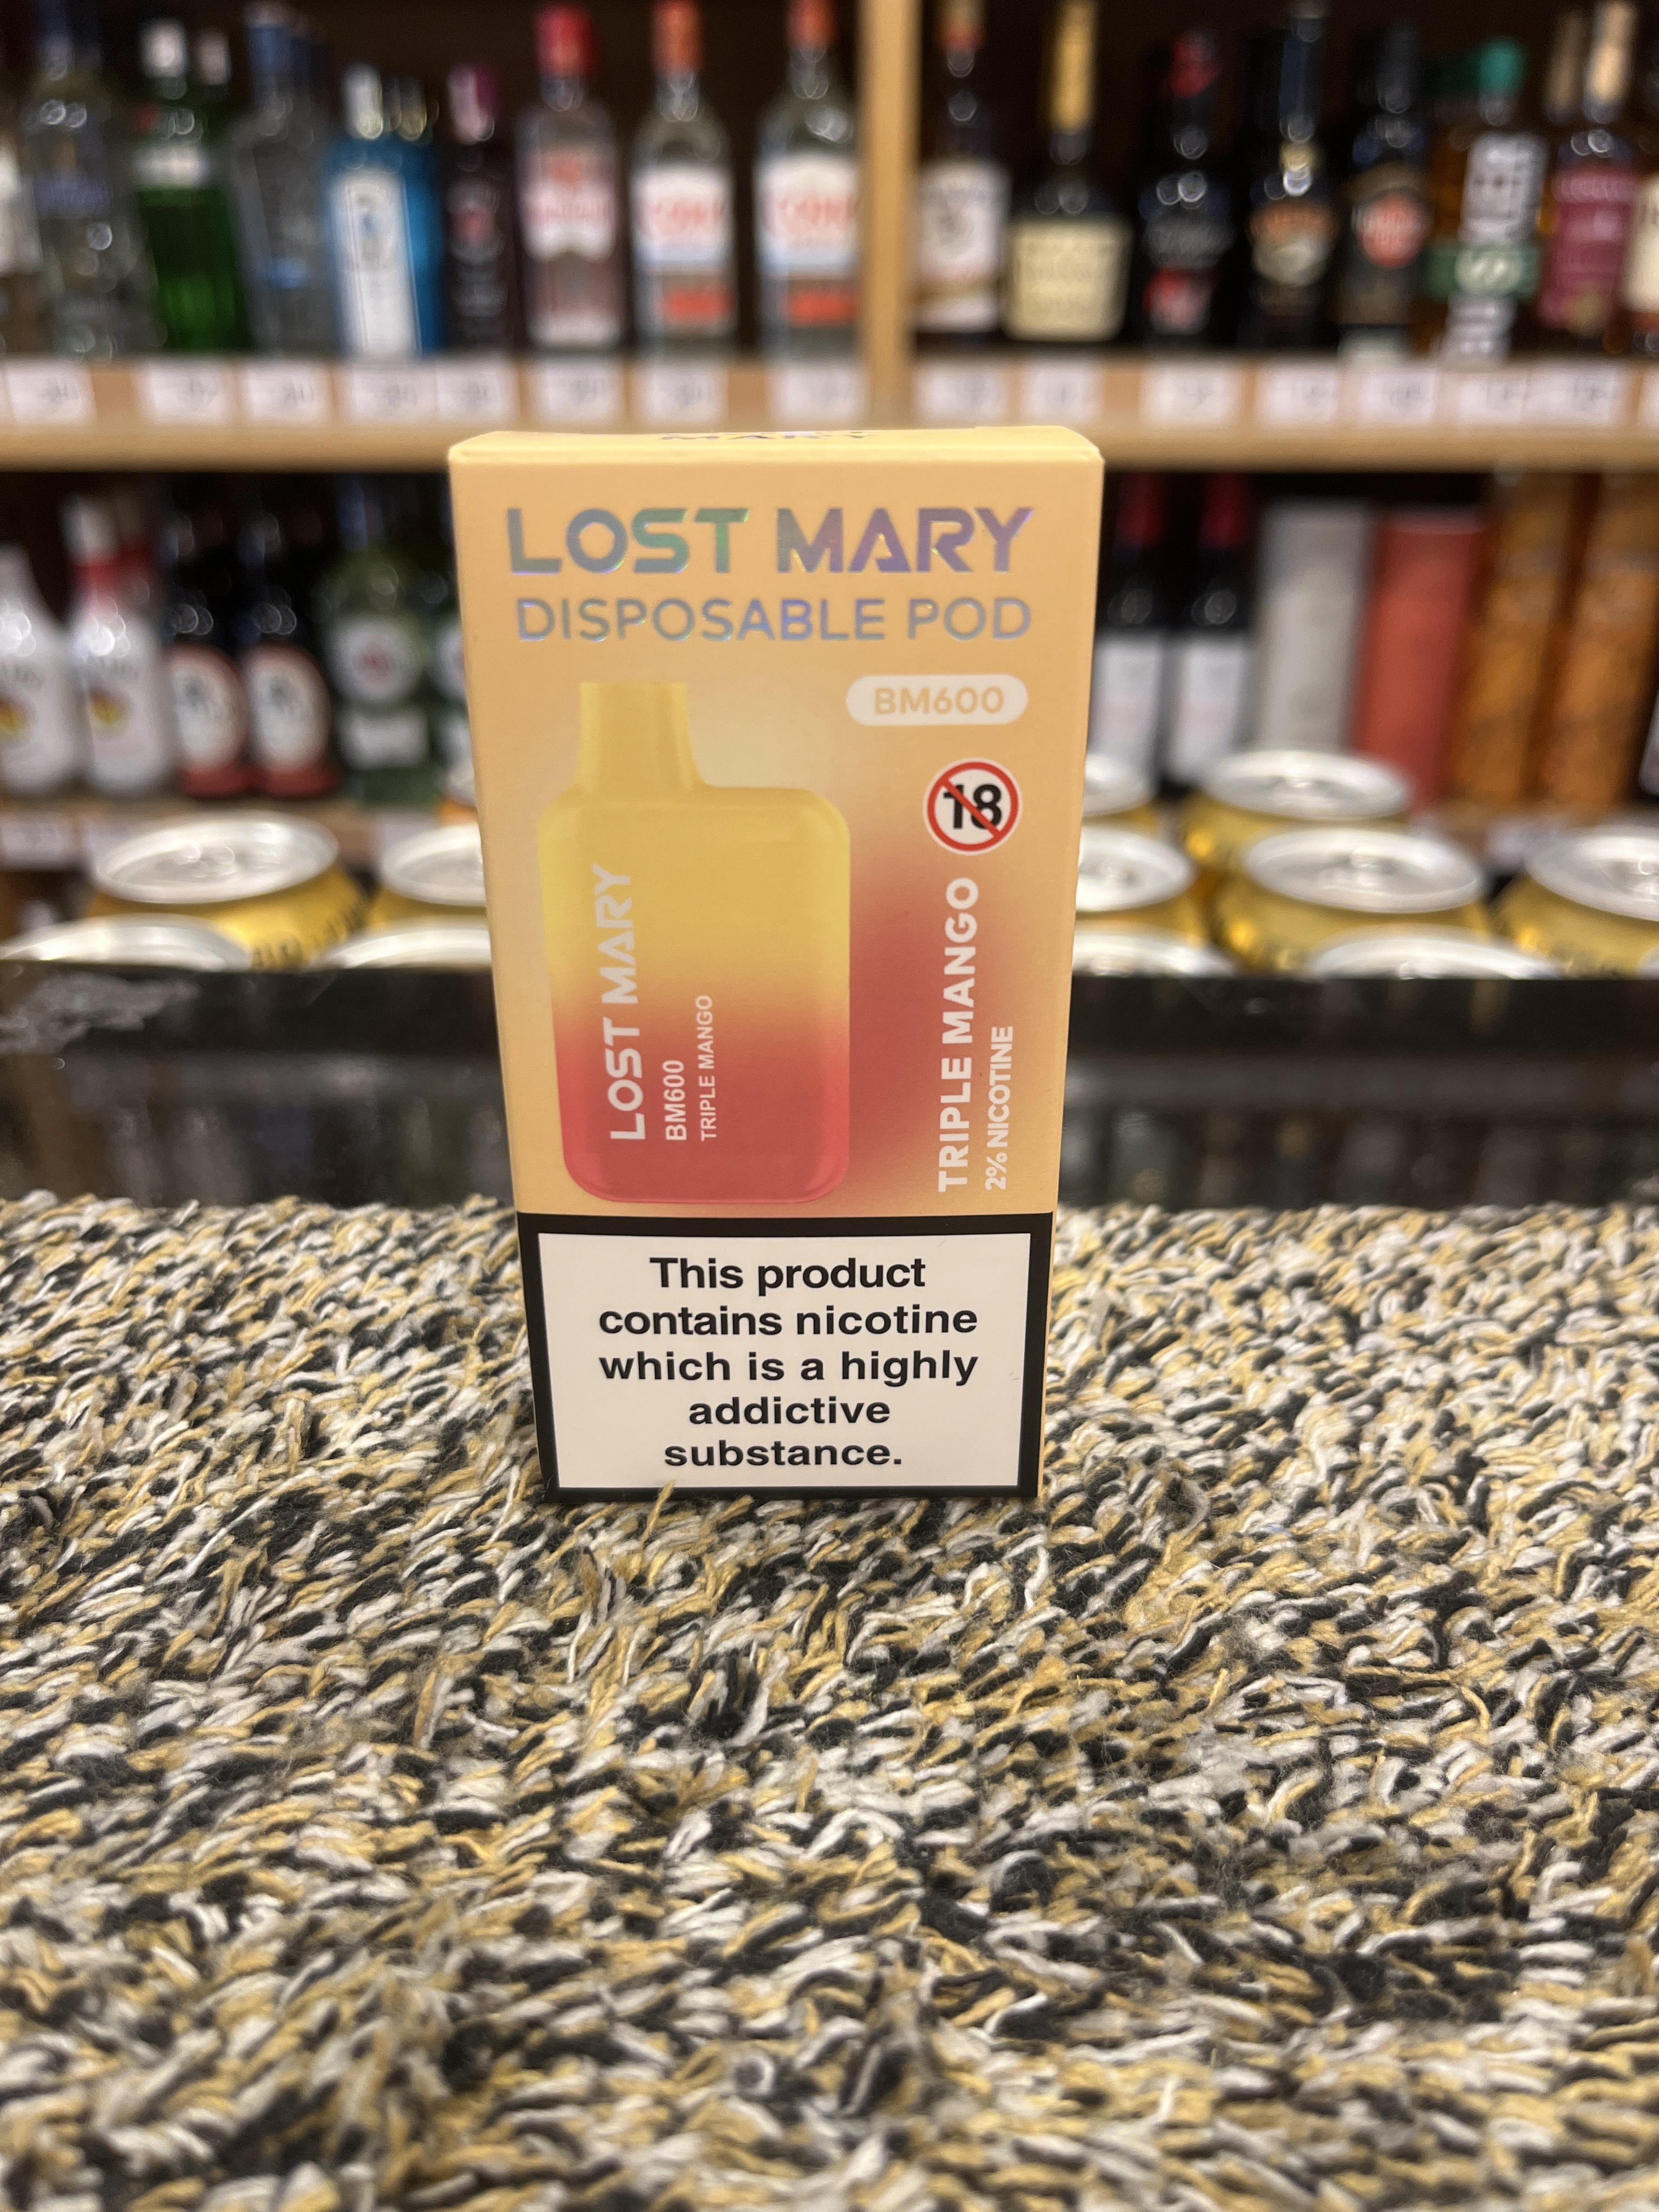 MARY
LOST MARY
DISPOSABLE POD
BM600
18
LOST MARY
BM600
TRIPLE MANGO
TRIPLE MANGO
2% NICOTINE
This product
contains nicotine
which is a highly
addictive
substance.